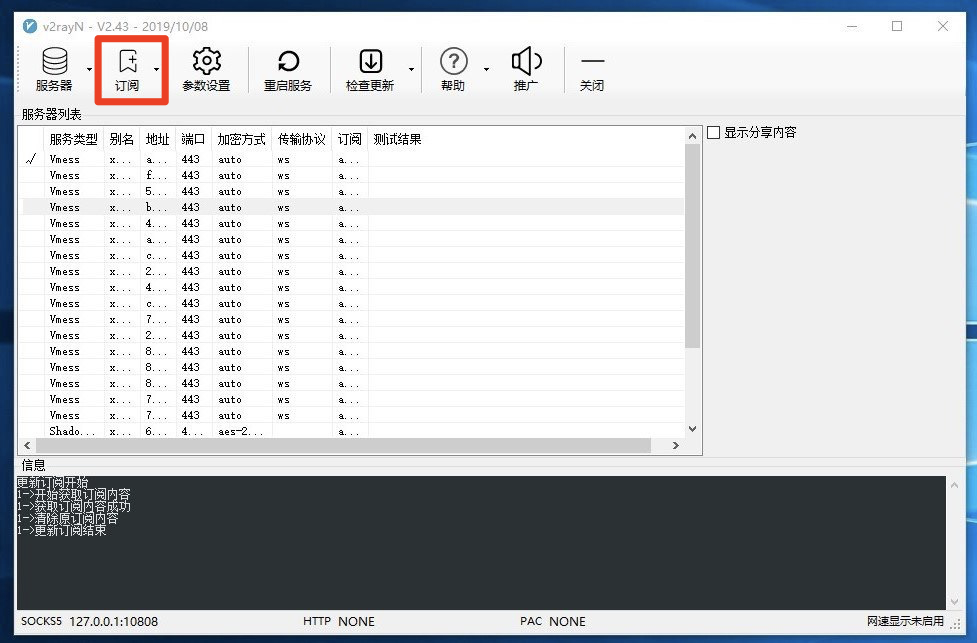 v2rayN - V2.43 - 2019/10/08
服务器 订阅 参数设置 重启服务 检查更新 帮助 推广 关闭
服务器列表
服务类型 别名 地址 端口 加密方式 传输协议 订阅 测试结果
显示分享内容
Vmess x... a... 443 auto ws a...
Vmess x... f... 443 auto ws a...
Vmess x... 5... 443 auto ws a...
Vmess x... b... 443 auto ws a...
Vmess x... 4... 443 auto ws a...
Vmess x... a... 443 auto ws a...
Vmess x... c... 443 auto ws a...
Vmess x... 2... 443 auto ws a...
Vmess x... 4... 443 auto ws a...
Vmess x... c... 443 auto ws a...
Vmess x... 7... 443 auto ws a...
Vmess x... 2... 443 auto ws a...
Vmess x... 8... 443 auto ws a...
Vmess x... 8... 443 auto ws a...
Vmess x... 8... 443 auto ws a...
Vmess x... 7... 443 auto ws a...
Vmess x... 7... 443 auto ws a...
Shado... x... 6... 4... aes-2... a...
信息
更新订阅开始
1->开始获取订阅内容
1->获取订阅内容成功
1->清除原订阅内容
1->更新订阅结束
SOCKS5 127.0.0.1:10808 HTTP NONE PAC NONE 网速显示未启用